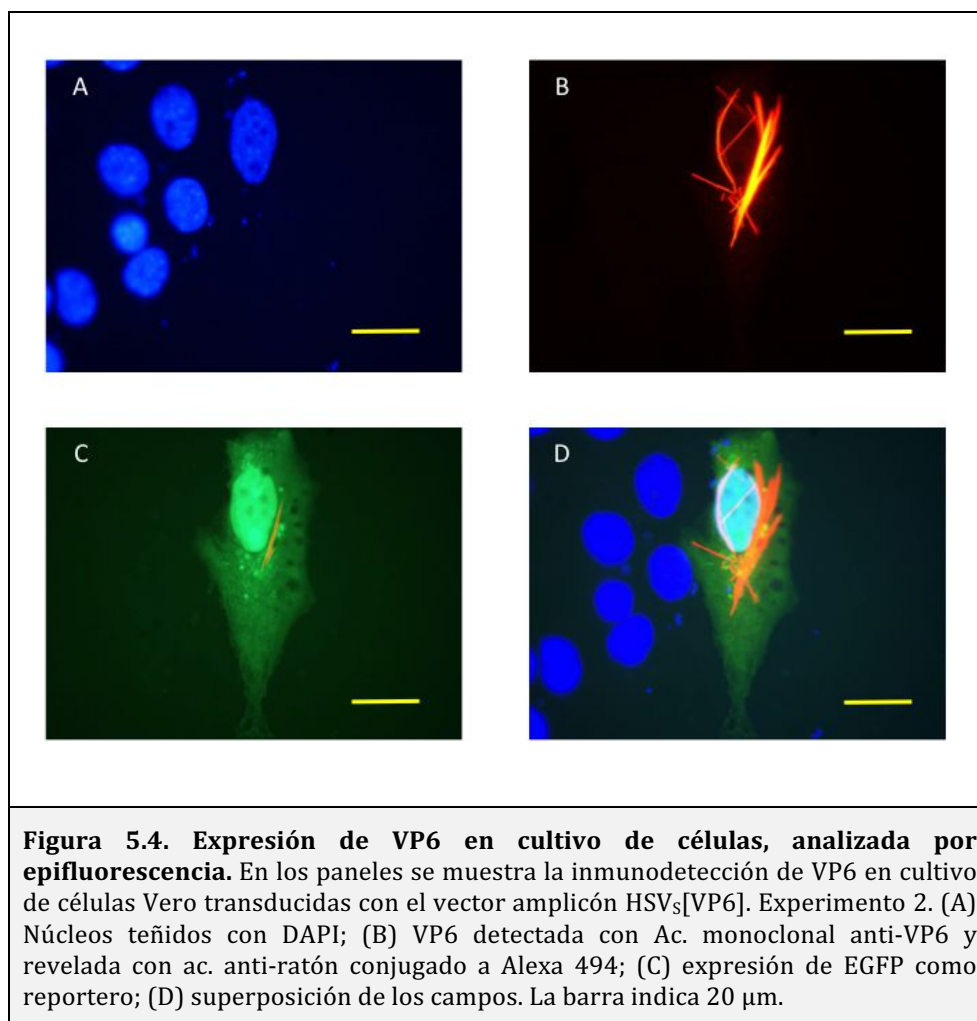 A
B
C
D
Figura 5.4. Expresión de VP6 en cultivo de células, analizada por
epifluorescencia. En los paneles se muestra la inmunodetección de VP6 en cultivo
de células Vero transducidas con el vector amplicón HSVS[VP6]. Experimento 2. (A)
Núcleos teñidos con DAPI; (B) VP6 detectada con Ac. monoclonal anti-VP6 y
revelada con ac. anti-ratón conjugado a Alexa 494; (C) expresión de EGFP como
reportero; (D) superposición de los campos. La barra indica 20 μm.